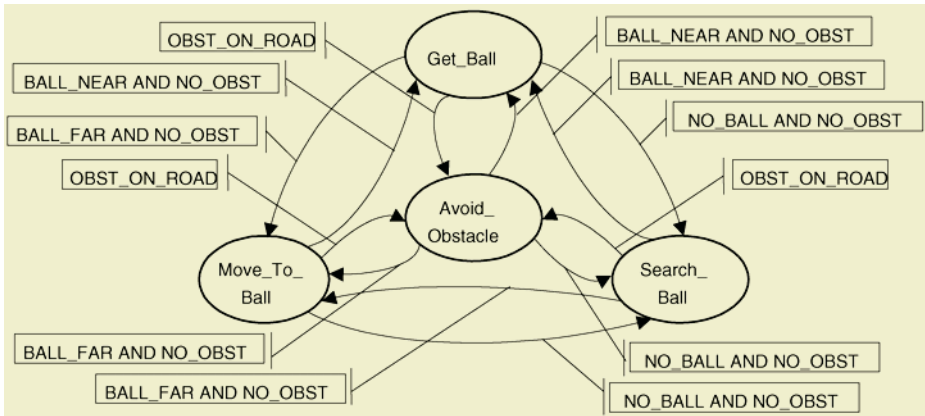 OBST_ON_ROAD
Get_Ball
BALL_NEAR AND NO_OBST
BALL_NEAR AND NO_OBST
BALL_NEAR AND NO_OBST
BALL_FAR AND NO_OBST
NO_BALL AND NO_OBST
OBST_ON_ROAD
OBST_ON_ROAD
Avoid_
Obstacle
Move_To_
Ball
Search_
Ball
BALL_FAR AND NO_OBST
NO_BALL AND NO_OBST
BALL_FAR AND NO_OBST
NO_BALL AND NO_OBST